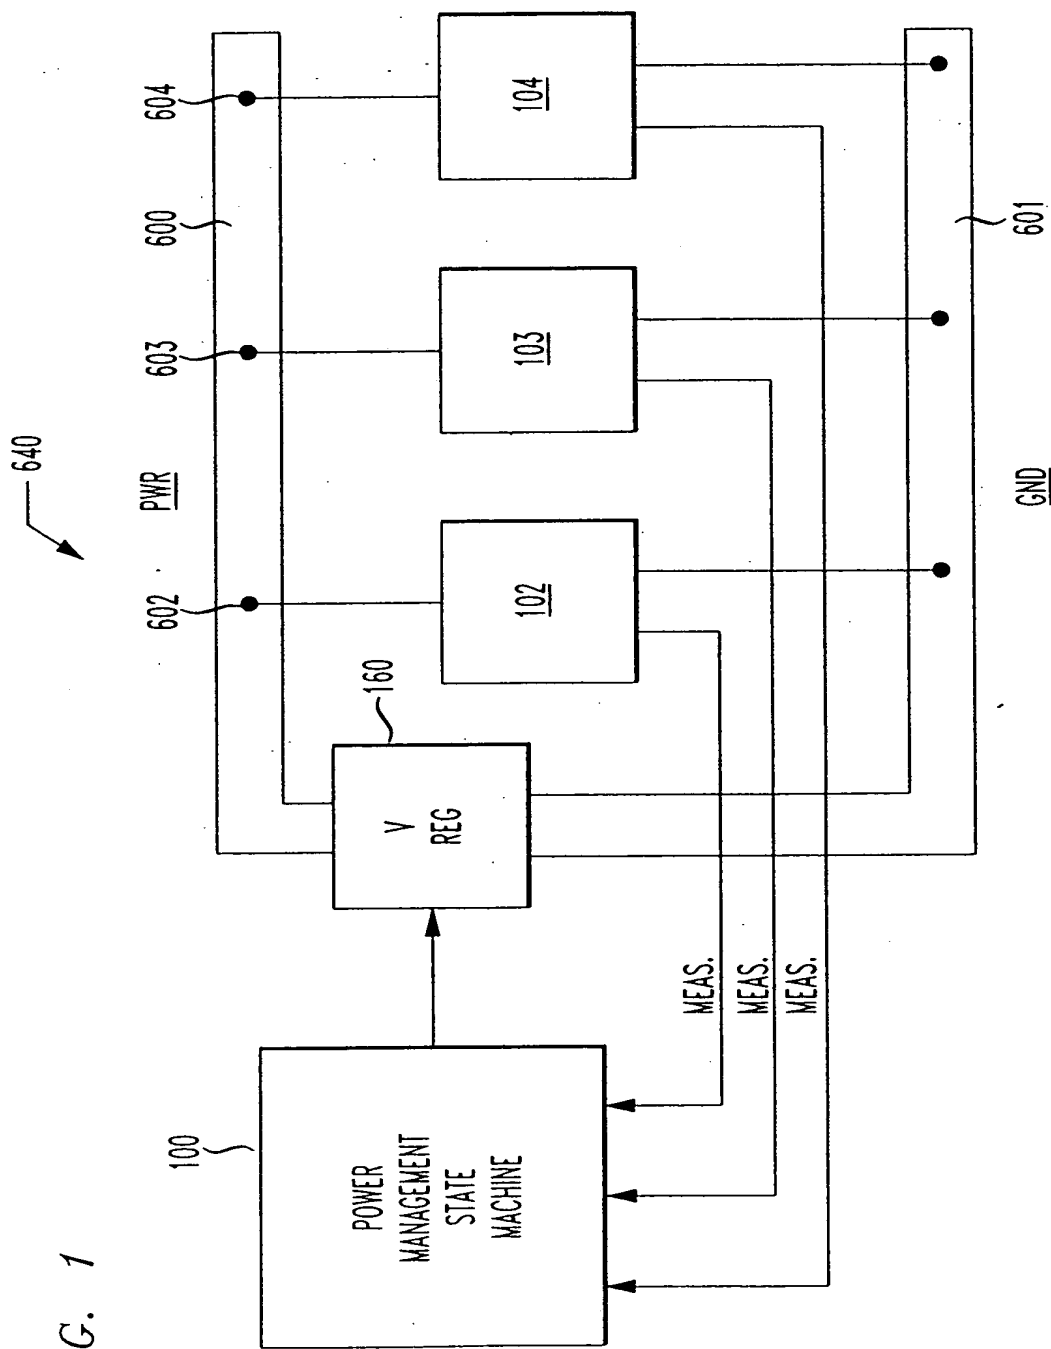 G. 1
640
PWR
602
603
600
604
160
V
REG
102
103
104
100
POWER
MANAGEMENT
STATE
MACHINE
MEAS.
MEAS.
MEAS.
GND
601